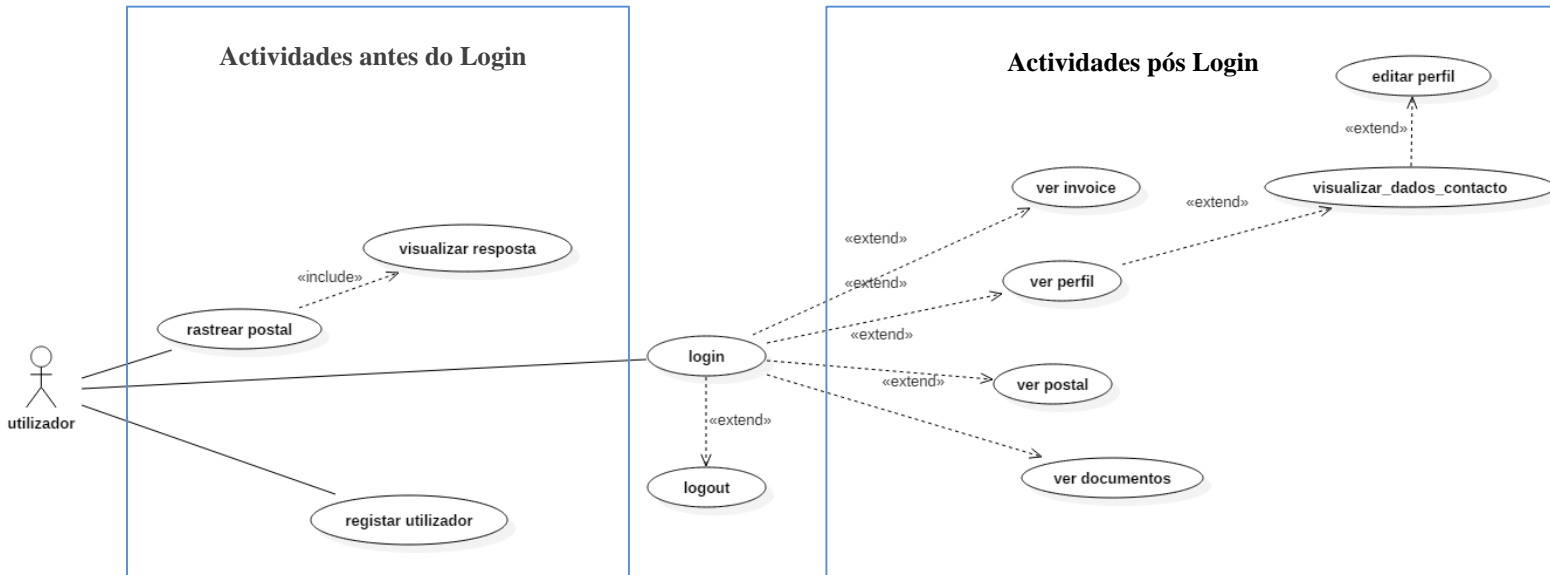 Actividades antes do Login
Actividades pós Login
editar perfil
«extend»
ver invoice
visualizar_dados_contacto
«extend»
«extend»
visualizar resposta
«include»
«extend»
ver perfil
rastrear postal
«extend»
login
«extend»
ver postal
utilizador
«extend»
ver documentos
logout
registar utilizador